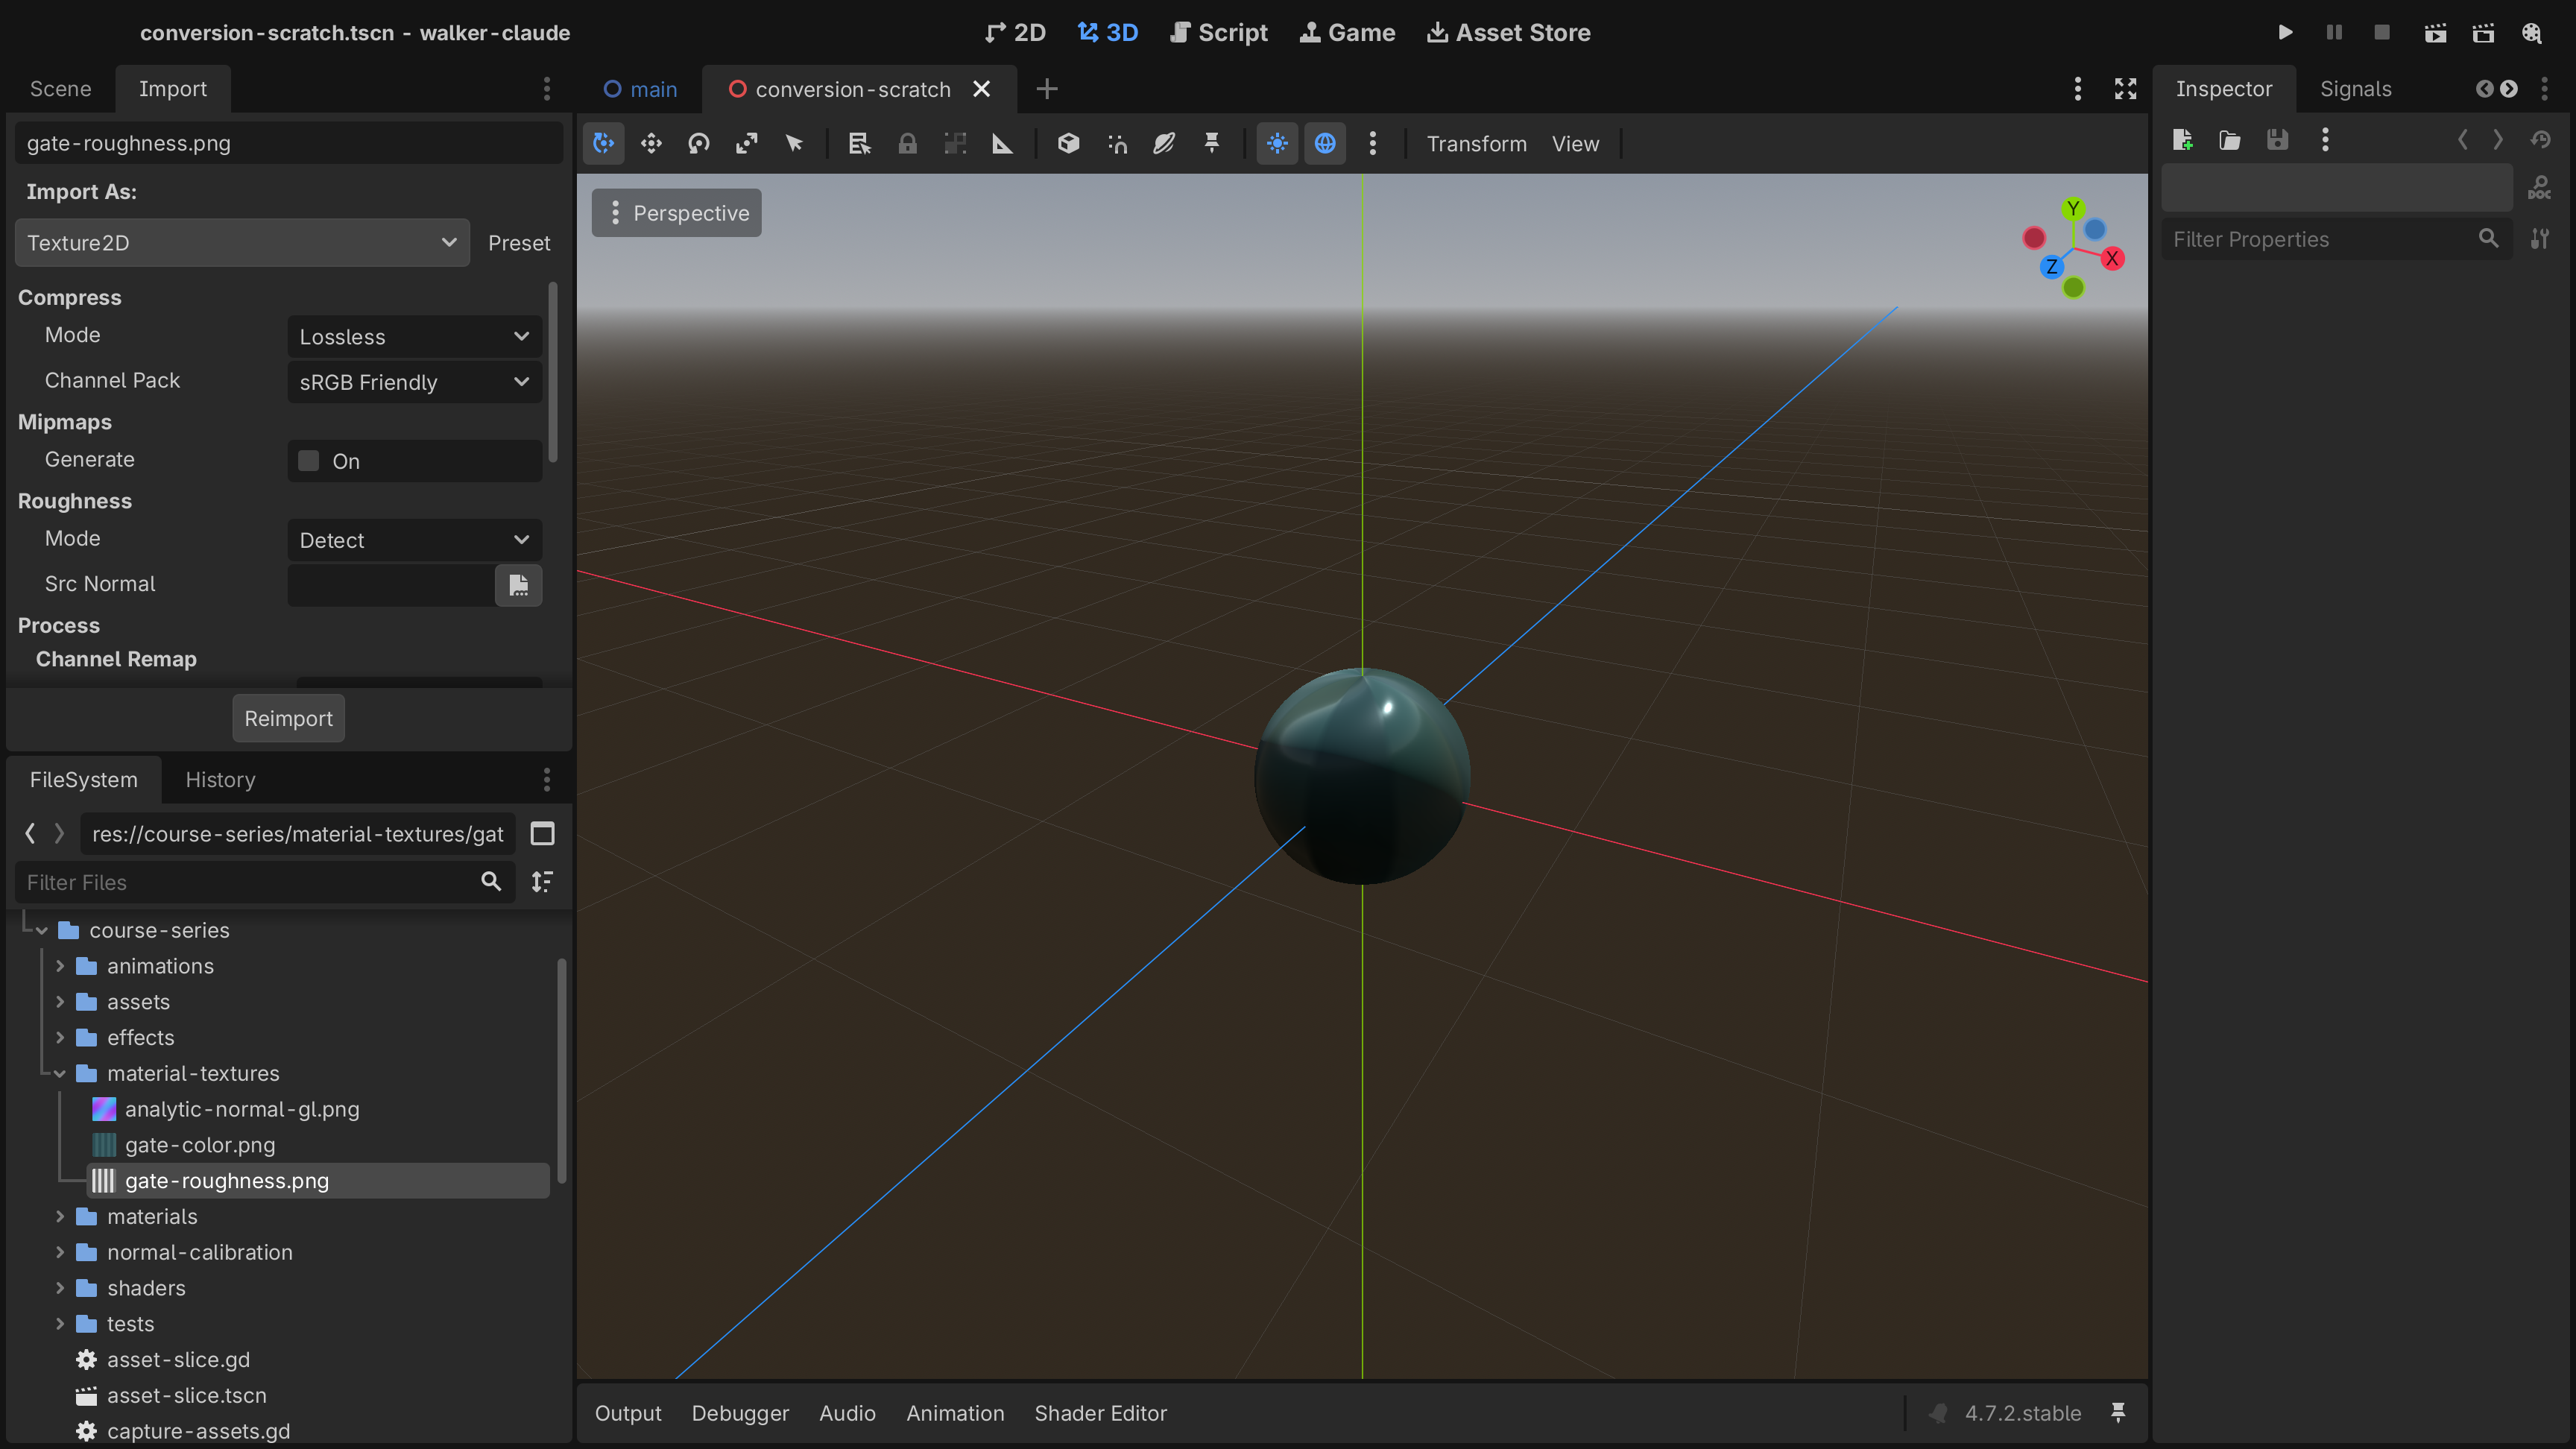 conversion-scratch.tscn - walker-claude
2D
3D
Script
Game
Asset Store
Scene
Import
main
conversion-scratch
Inspector
Signals
gate-roughness.png
Import As:
Texture2D
Preset
Compress
Mode
Lossless
Channel Pack
sRGB Friendly
Mipmaps
Generate
On
Roughness
Mode
Detect
Src Normal
Process
Channel Remap
Reimport
Transform
View
Perspective
Y
X
Z
DOC
Filter Properties
FileSystem
History
res://course-series/material-textures/gat
Filter Files
course-series
animations
assets
effects
material-textures
analytic-normal-gl.png
gate-color.png
gate-roughness.png
materials
normal-calibration
shaders
tests
asset-slice.gd
asset-slice.tscn
capture-assets.gd
Output
Debugger
Audio
Animation
Shader Editor
4.7.2.stable